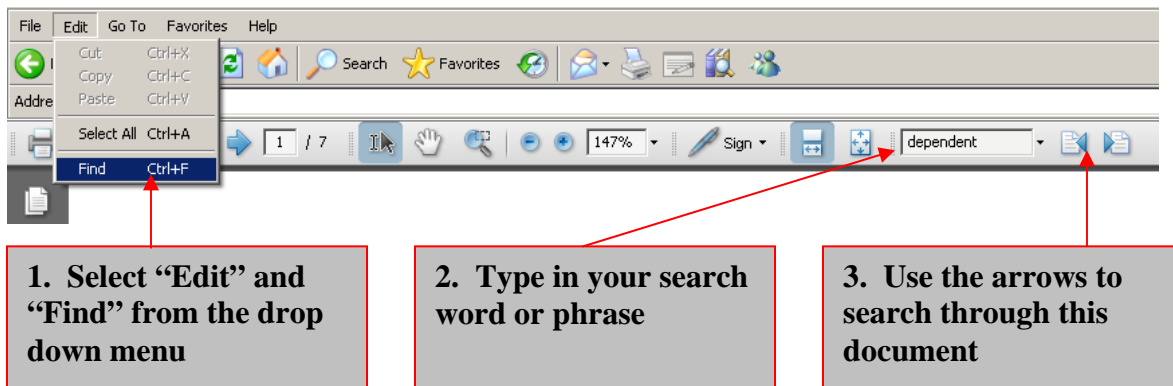 File Edit Go To Favorites Help
Cut Ctrl+X
Search Favorites
Copy Ctrl+C
Addre
Paste Ctrl+V
Select All Ctrl+A
1 / 7 147% Sign dependent
Find Ctrl+F
1. Select “Edit” and
“Find” from the drop
down menu
2. Type in your search
word or phrase
3. Use the arrows to
search through this
document